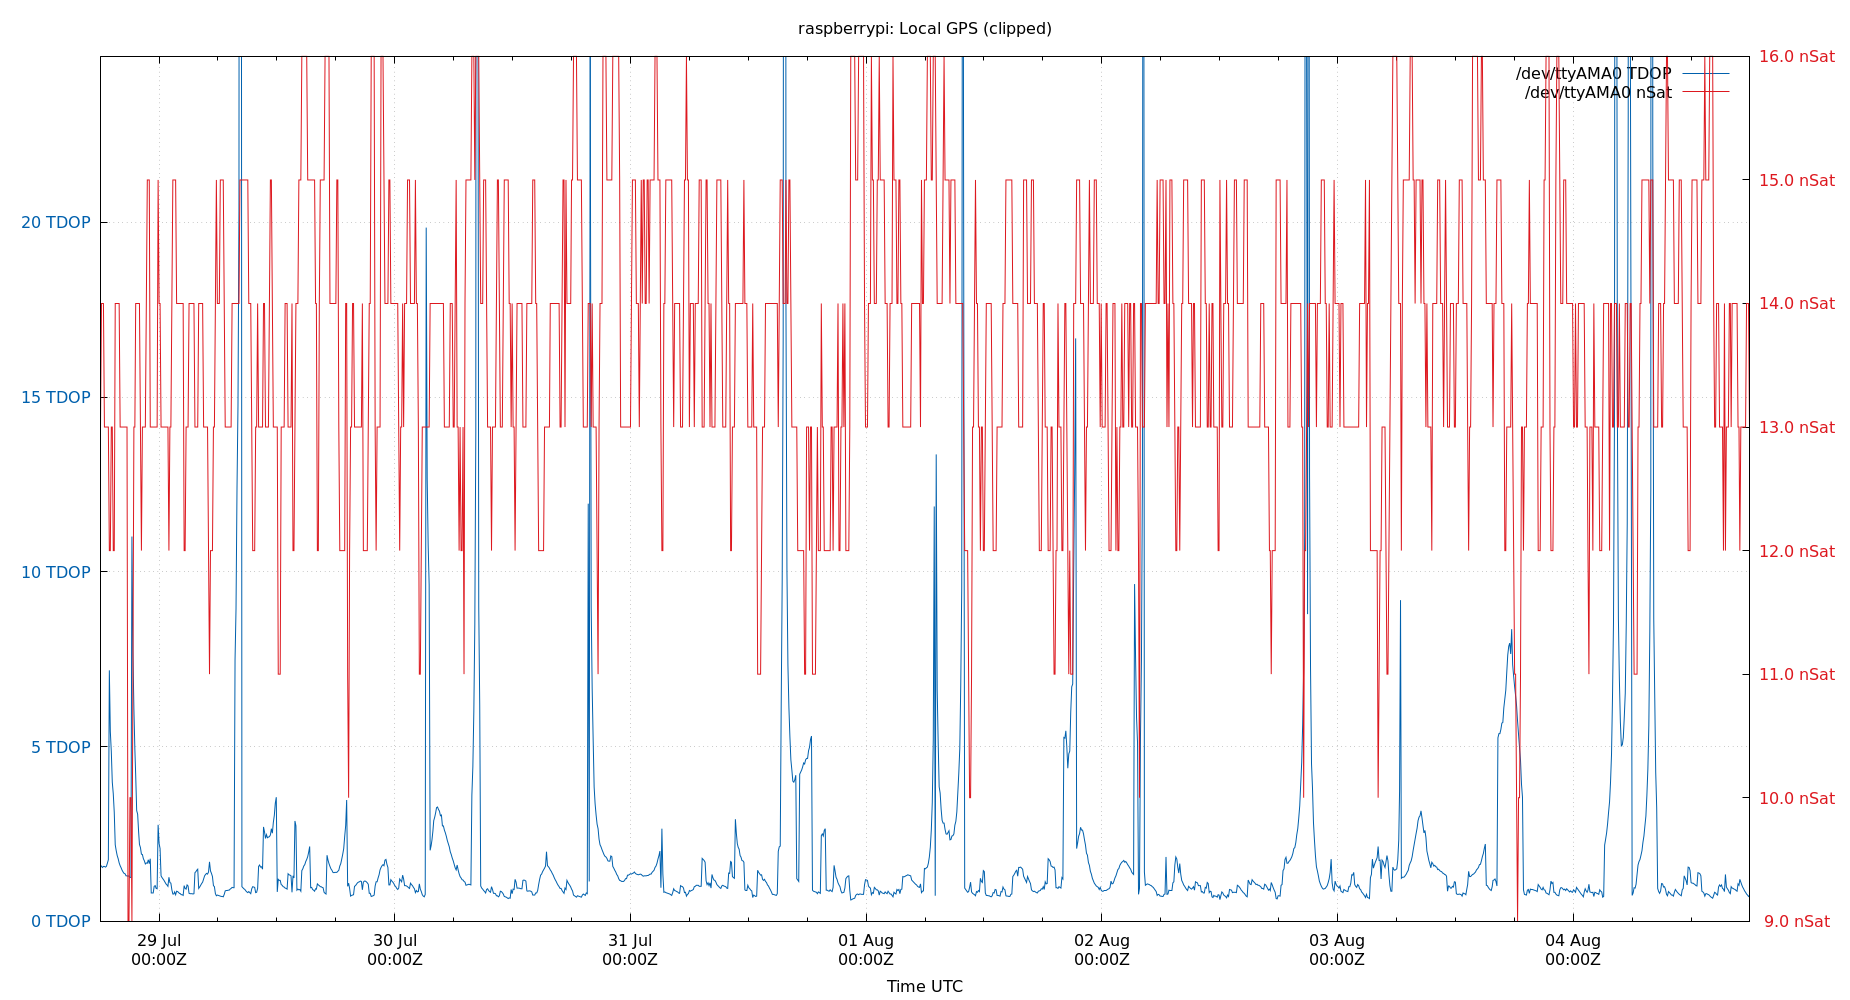 raspberrypi: Local GPS (clipped)
/dev/ttyAMA0 TDOP
/dev/ttyAMA0 nSat
20 TDOP
15 TDOP
10 TDOP
5 TDOP
0 TDOP
16.0 nSat
15.0 nSat
14.0 nSat
13.0 nSat
12.0 nSat
11.0 nSat
10.0 nSat
9.0 nSat
29 Jul
00:00Z
30 Jul
00:00Z
31 Jul
00:00Z
01 Aug
00:00Z
02 Aug
00:00Z
03 Aug
00:00Z
04 Aug
00:00Z
Time UTC